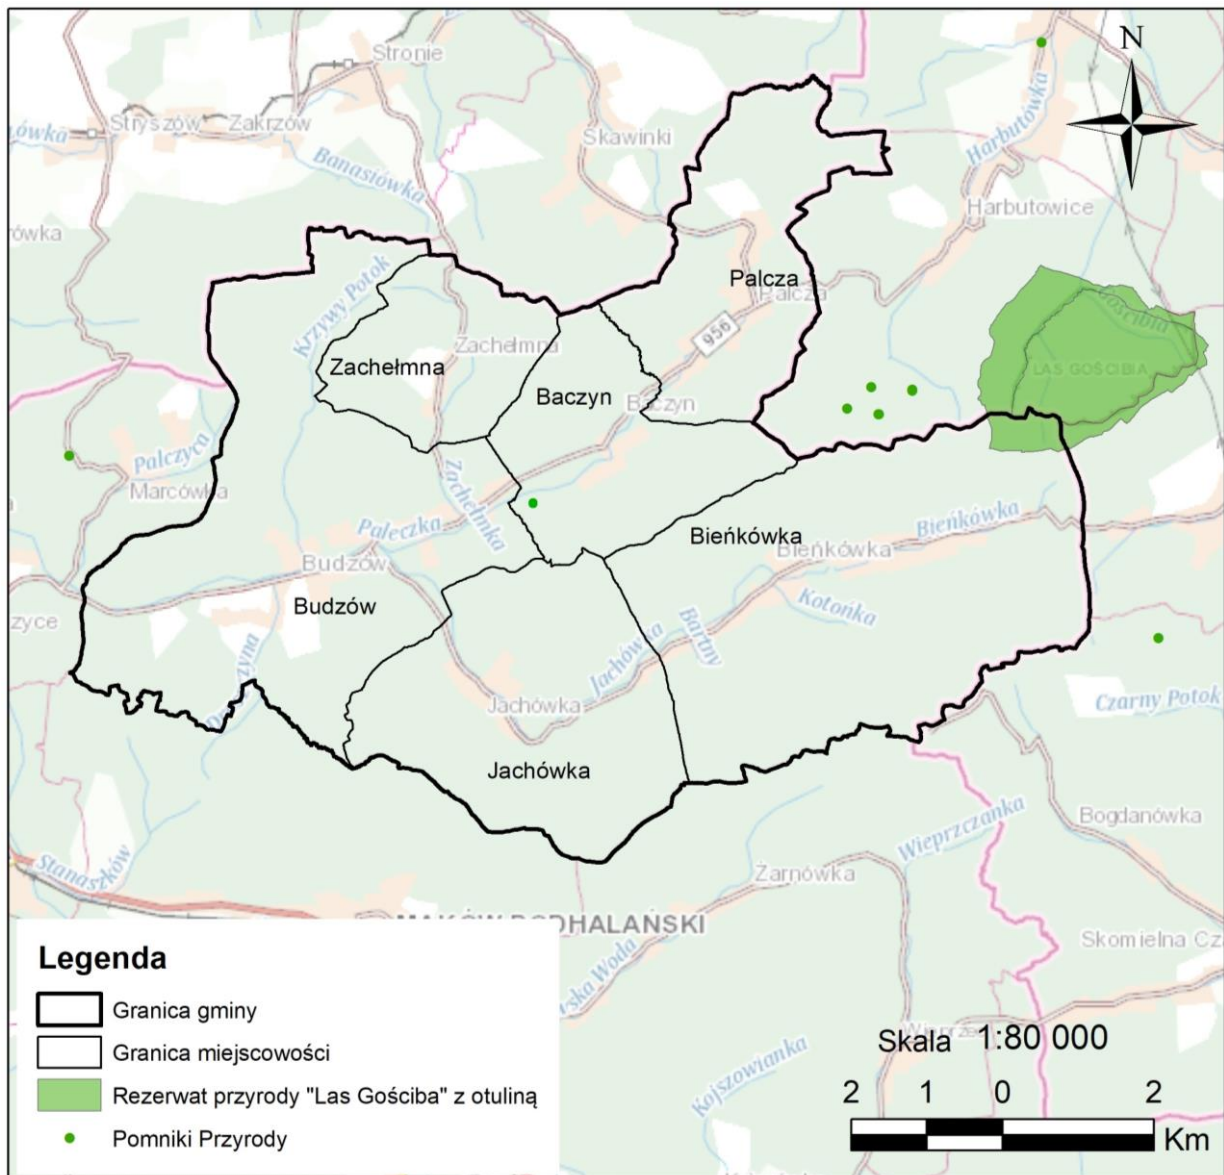 N
Stronie
Stryszów
Zakrzów
Skawinki
Banasiówka
Harbutówka
Harbutowice
rówka
Krzywy Potok
Palcza
Palcza
956
Gościbia
LAS GOŚCIBIA
Zachełmna
Zachełmna
Baczyn
Baczyn
Palczyca
Marcówka
Zachełmka
Paleczka
Bieńkówka
Bieńkówka
Bieńkówka
Budzów
Budzów
zyce
Kotońka
Bartny
Jachówka
Jachówka
Jachówka
Czarny Potok
Bogdanówka
Wieprzczanka
Żarnówka
Stanaszków
Skomielna Cz
Kojszowianka
Legenda
Granica gminy
Granica miejscowości
Rezerwat przyrody "Las Gościba" z otuliną
Pomniki Przyrody
Skala 1:80 000
2 1 0 2
Km